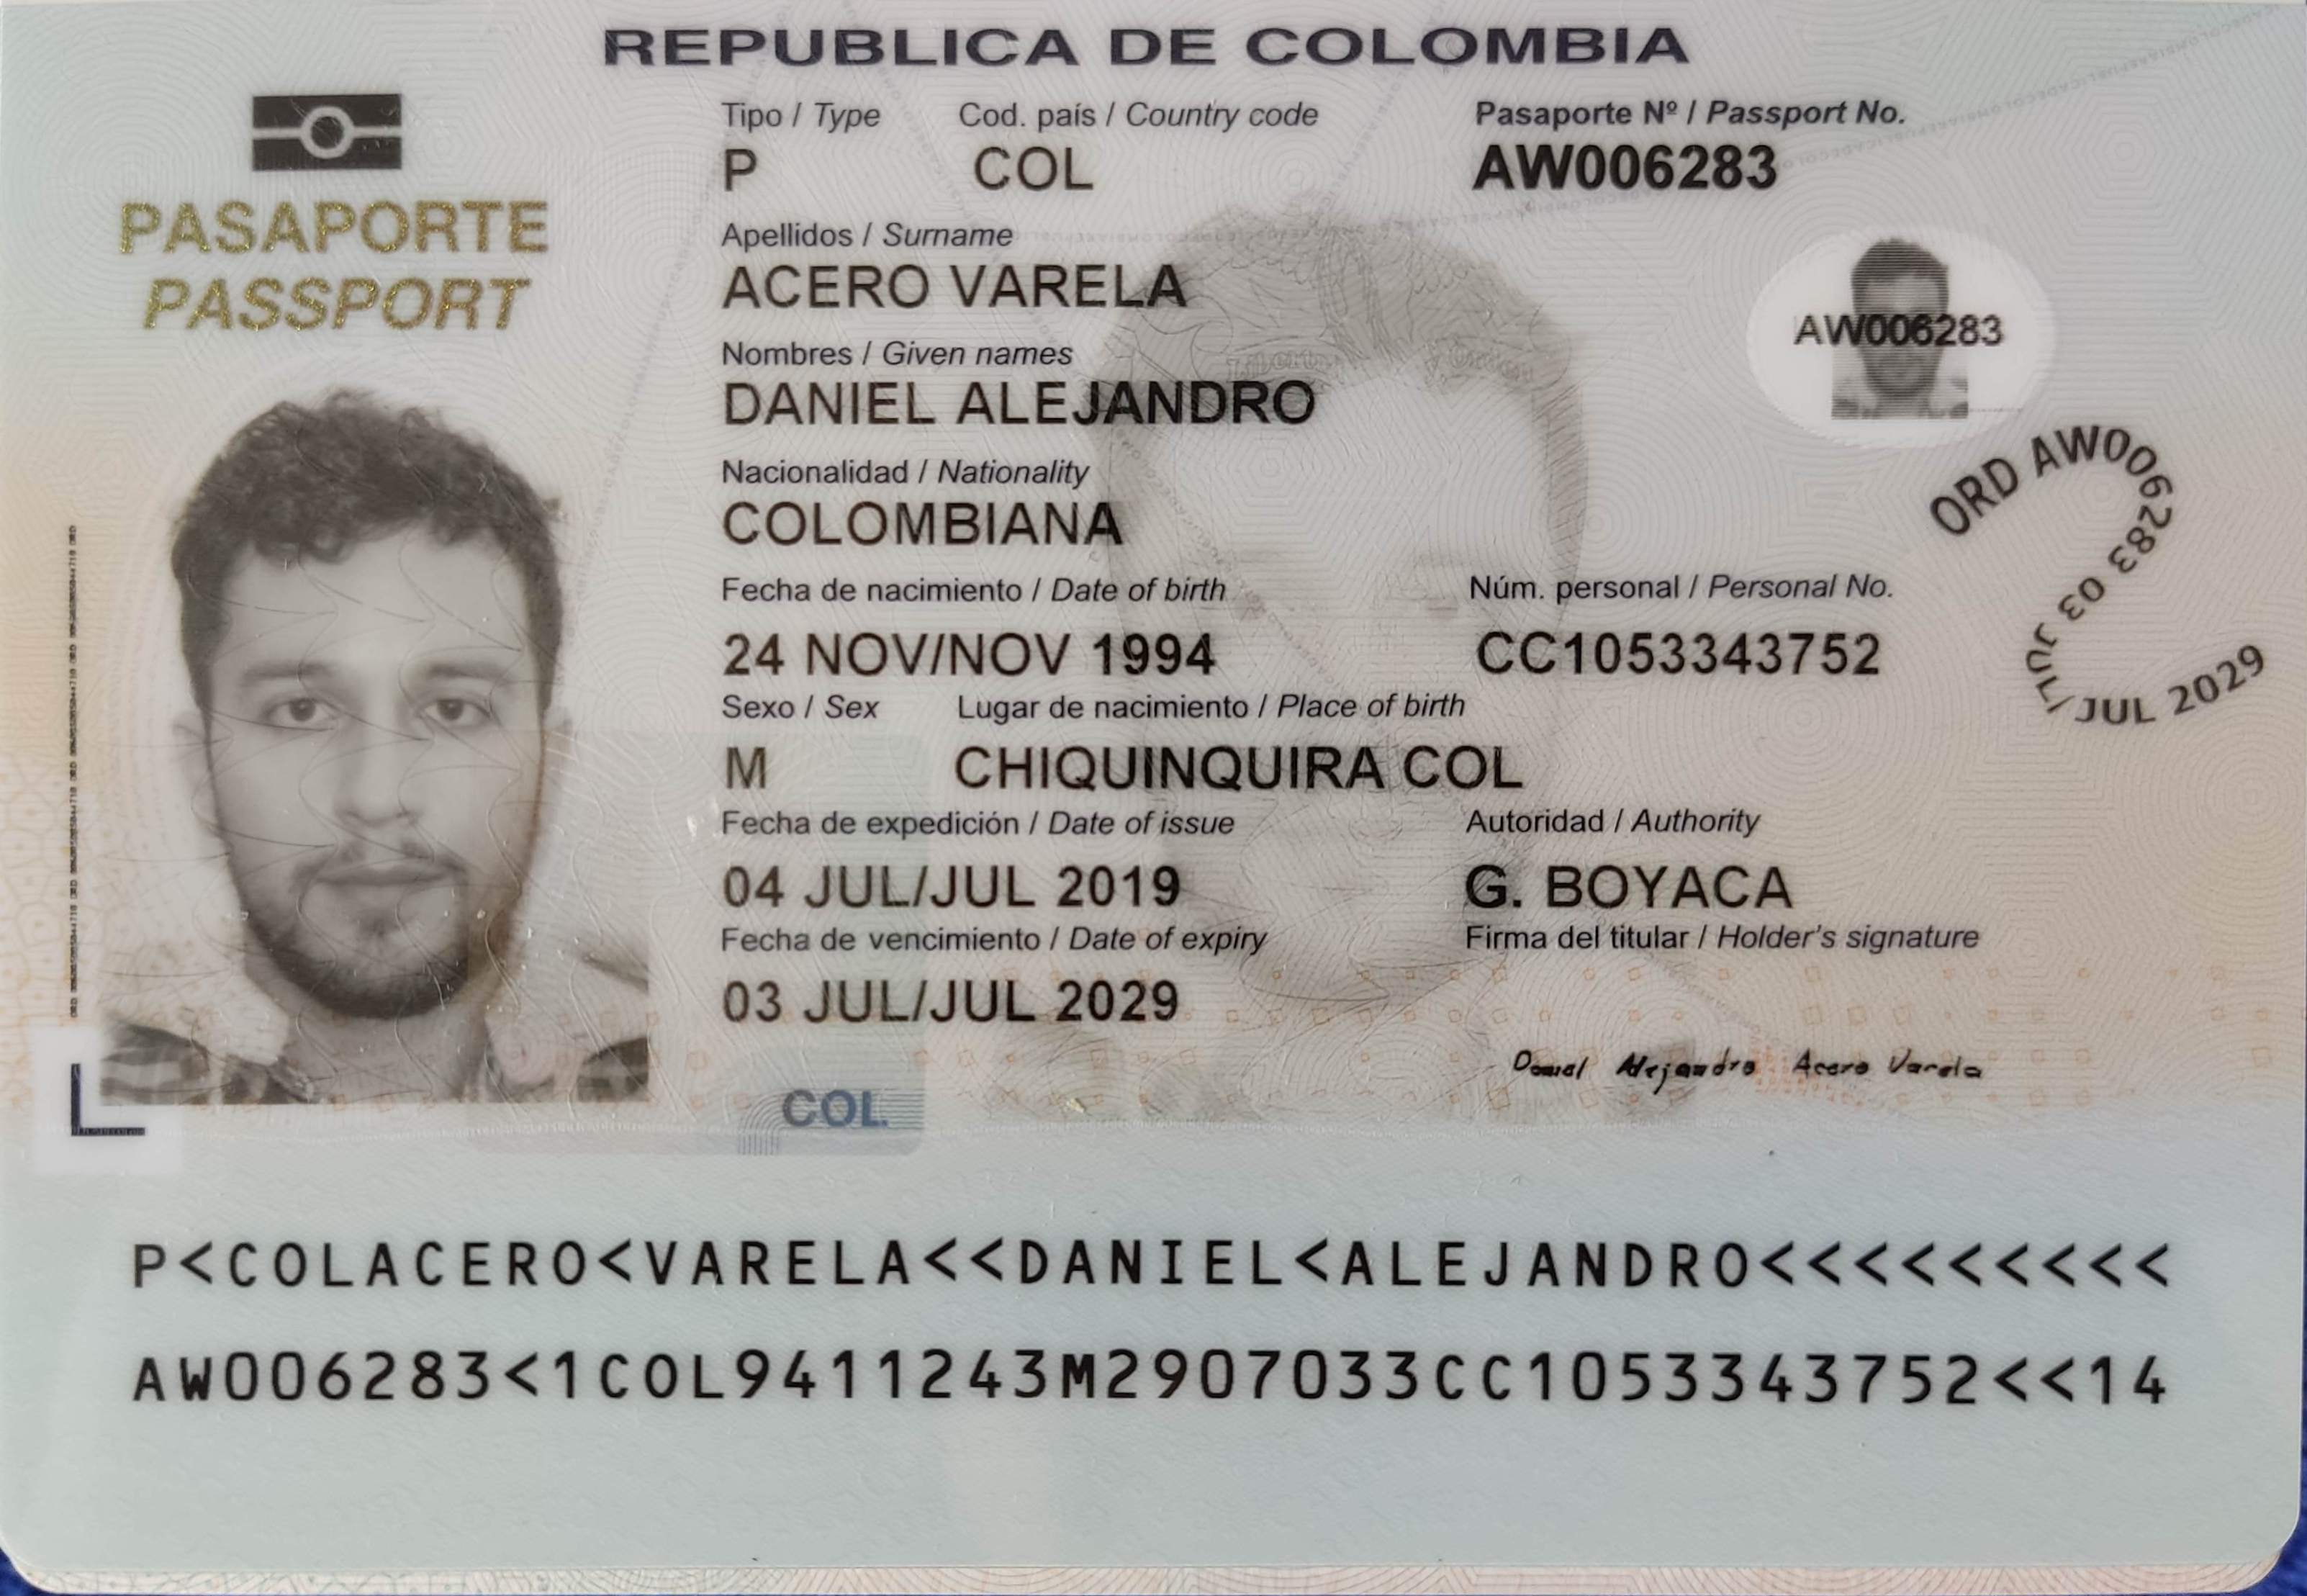 REPUBLICA DE COLOMBIA
PASAPORTE
PASSPORT
Tipo / Type Cod. país / Country code Pasaporte Nº / Passport No.
P COL AW006283
Apellidos / Surname
ACERO VARELA
AW006283
Nombres / Given names
DANIEL ALEJANDRO
Nacionalidad / Nationality
COLOMBIANA
ORD AW006283 03 JUL/JUL 2029
Fecha de nacimiento / Date of birth Núm. personal / Personal No.
24 NOV/NOV 1994 CC1053343752
Sexo / Sex Lugar de nacimiento / Place of birth
M CHIQUINQUIRA COL
Fecha de expedición / Date of issue Autoridad / Authority
04 JUL/JUL 2019 G. BOYACA
Fecha de vencimiento / Date of expiry Firma del titular / Holder's signature
03 JUL/JUL 2029
Daniel Alejandro Acero Varela
COL
P<COLACERO<VARELA<<DANIEL<ALEJANDRO<<<<<<<<<
AW006283<1COL9411243M2907033CC1053343752<<14